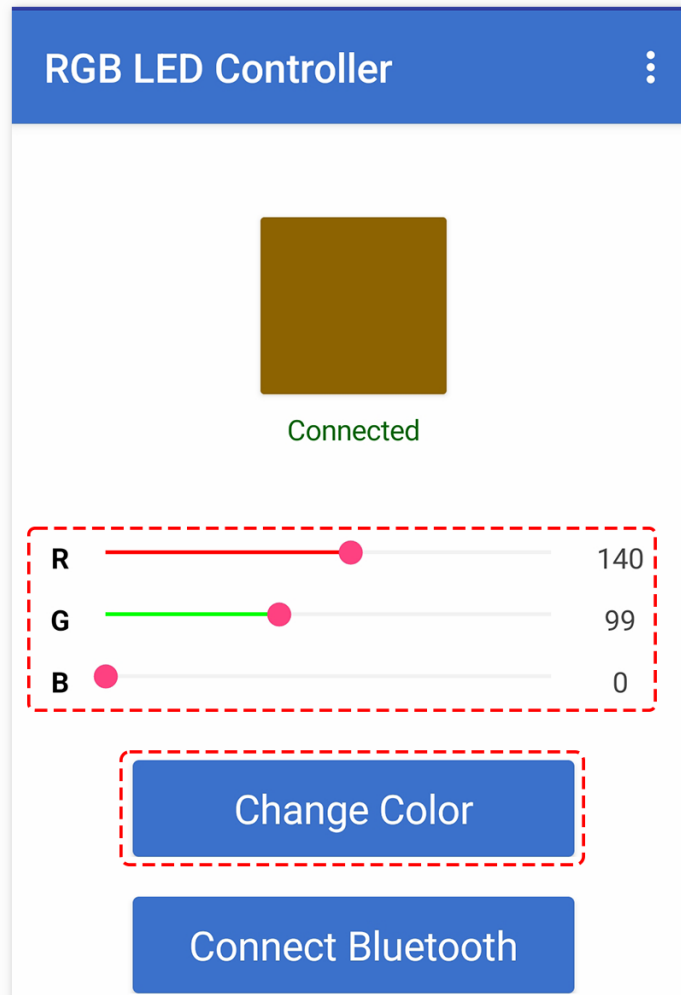 RGB LED Controller
Connected
R 140
G 99
B 0
Change Color
Connect Bluetooth